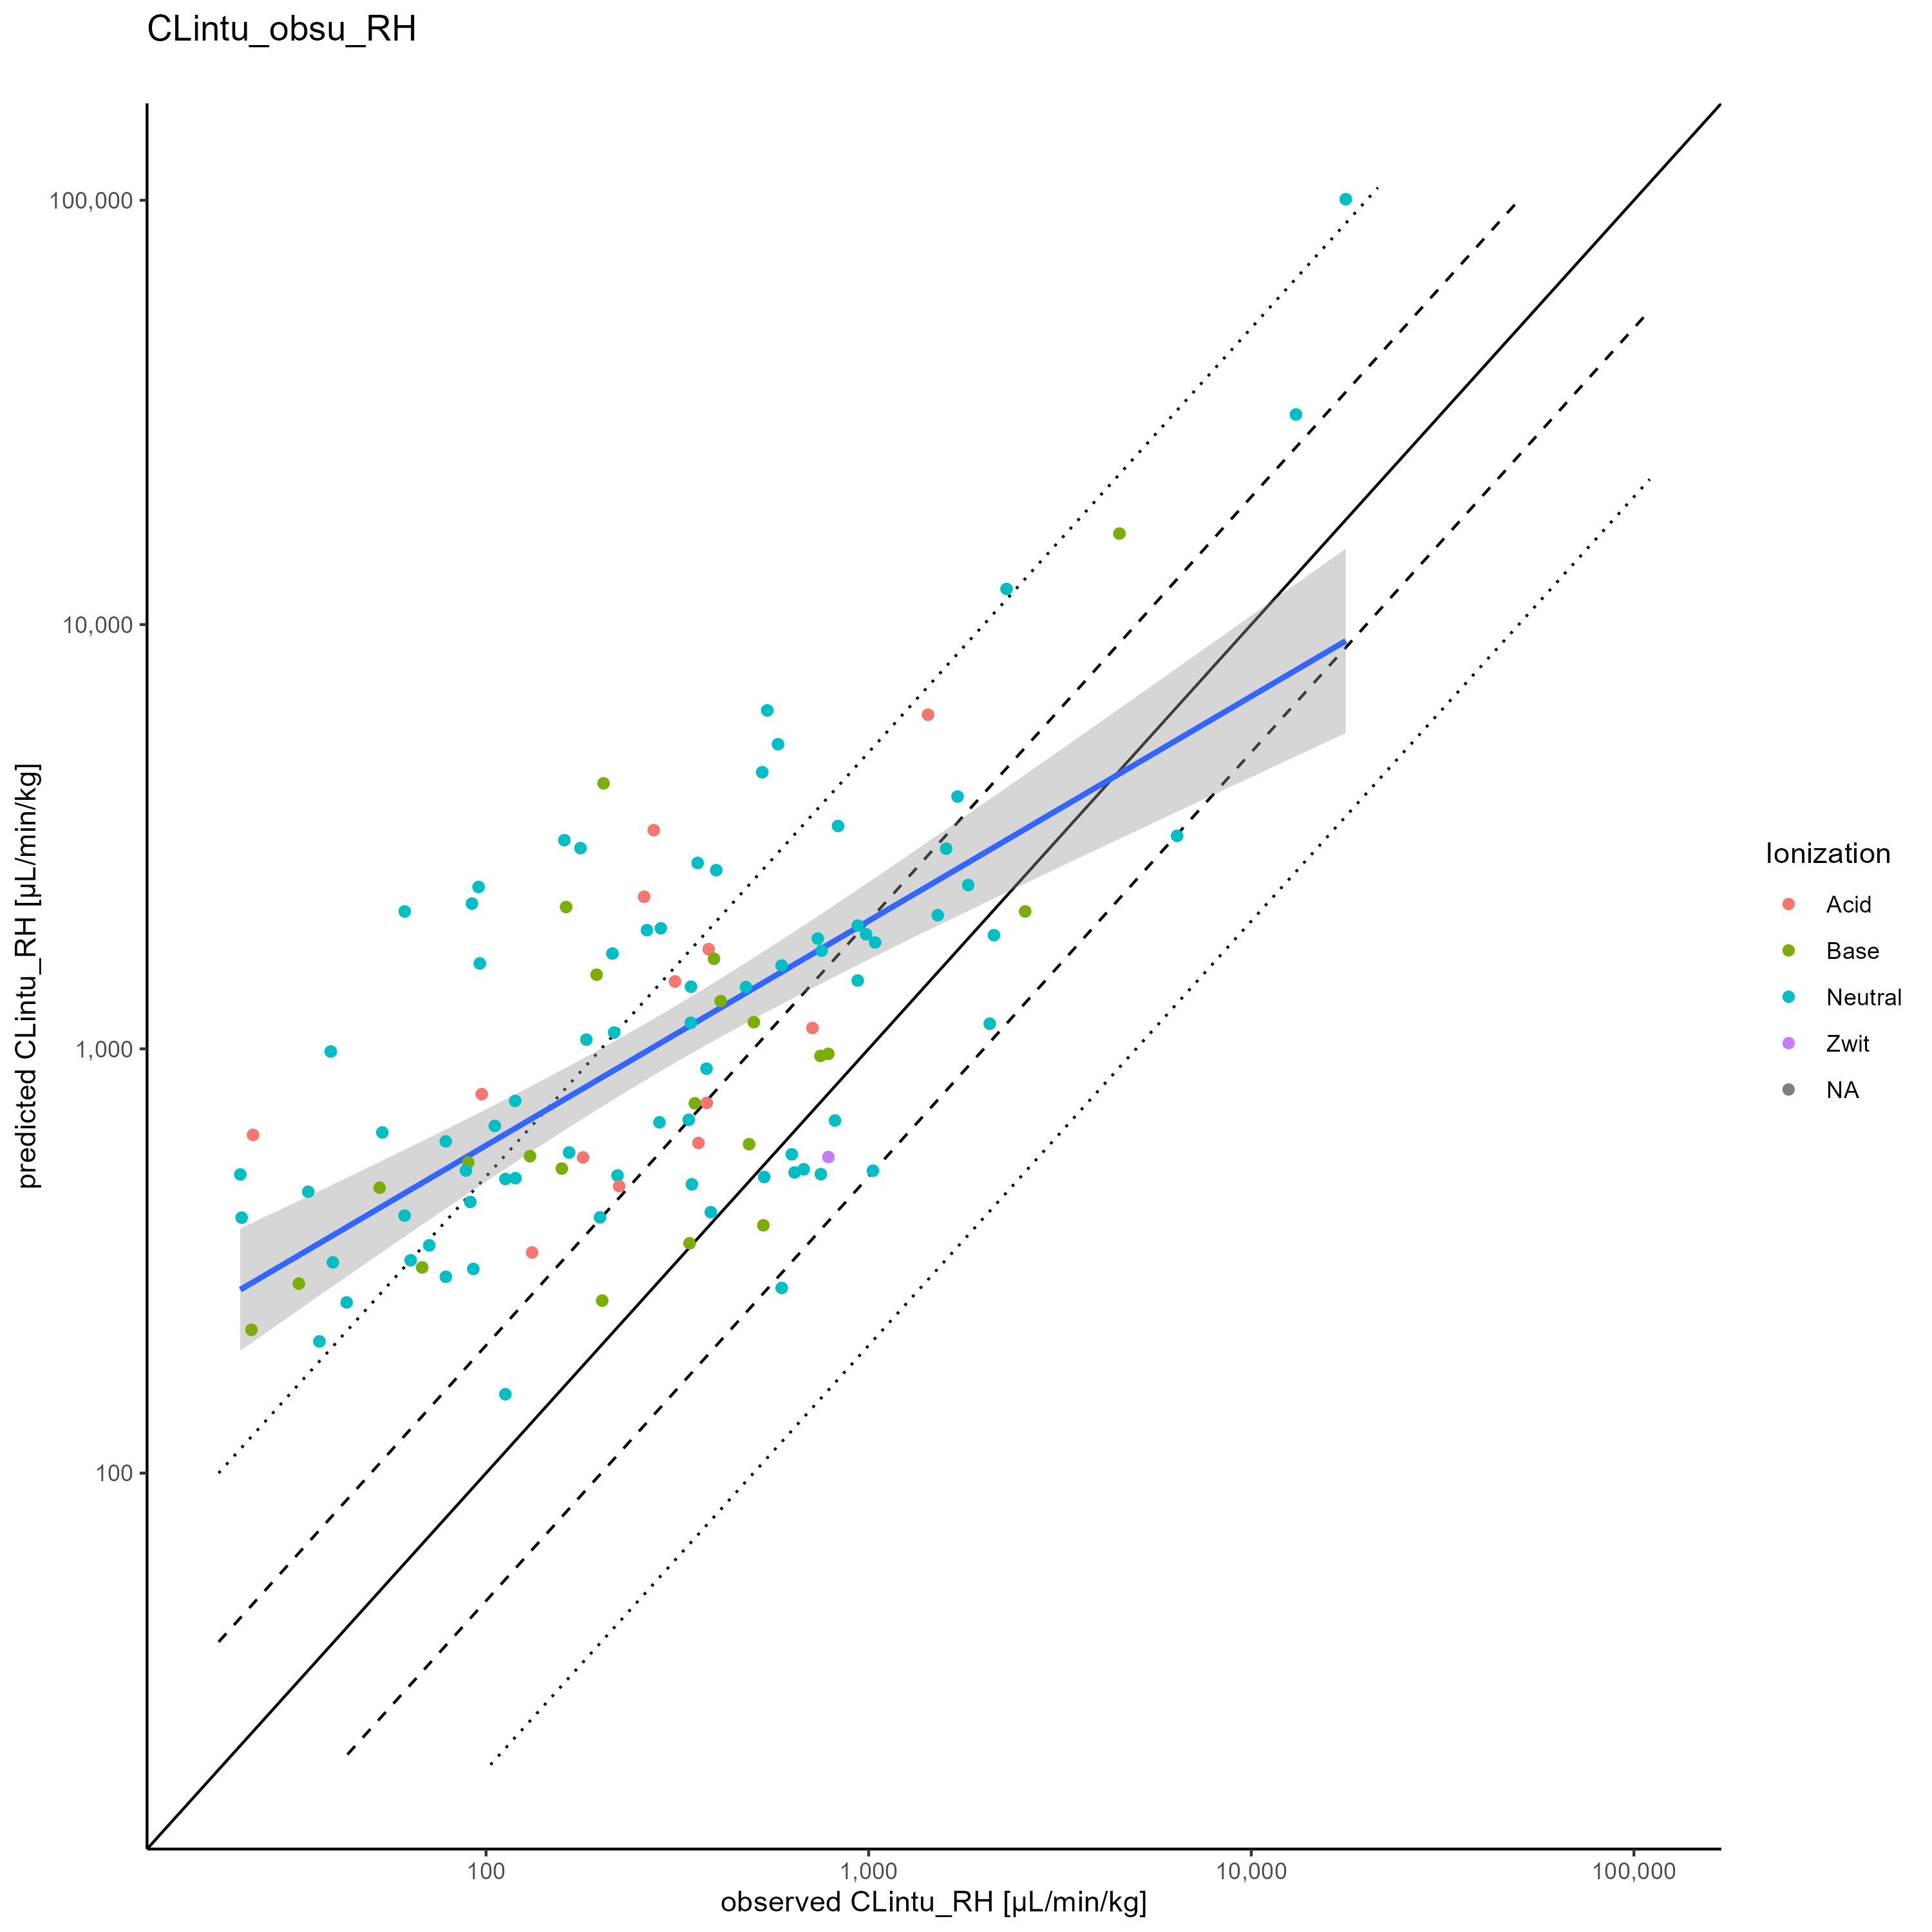 CLintu_obsu_RH
100,000
10,000
1,000
100
predicted CLintu_RH [µL/min/kg]
100
1,000
10,000
100,000
observed CLintu_RH [µL/min/kg]
Ionization
Acid
Base
Neutral
Zwit
NA